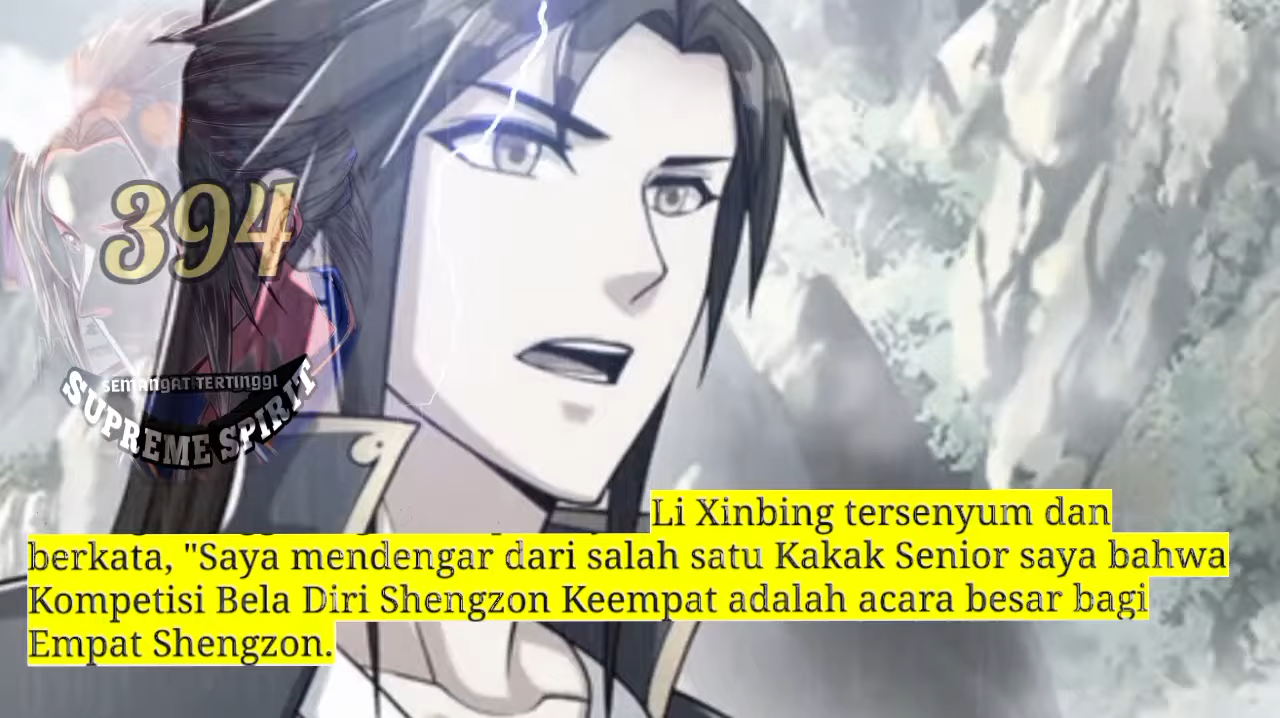 394
SEMANGAT TERTINGGI
SUPREME SPIRIT
Li Xinbing tersenyum dan
berkata, "Saya mendengar dari salah satu Kakak Senior saya bahwa
Kompetisi Bela Diri Shengzon Keempat adalah acara besar bagi
Empat Shengzon.